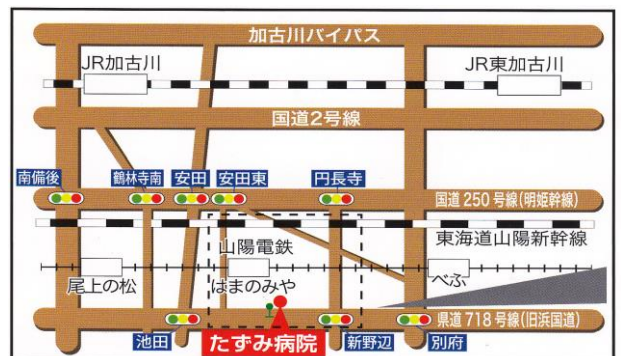 加古川バイパス
JR加古川
JR東加古川
国道2号線
南備後
鶴林寺南
安田
安田東
円長寺
国道250号線(明姫幹線)
東海道山陽新幹線
山陽電鉄
尾上の松
はまのみや
べふ
県道718号線(旧浜国道)
池田
たずみ病院
新野辺
別府